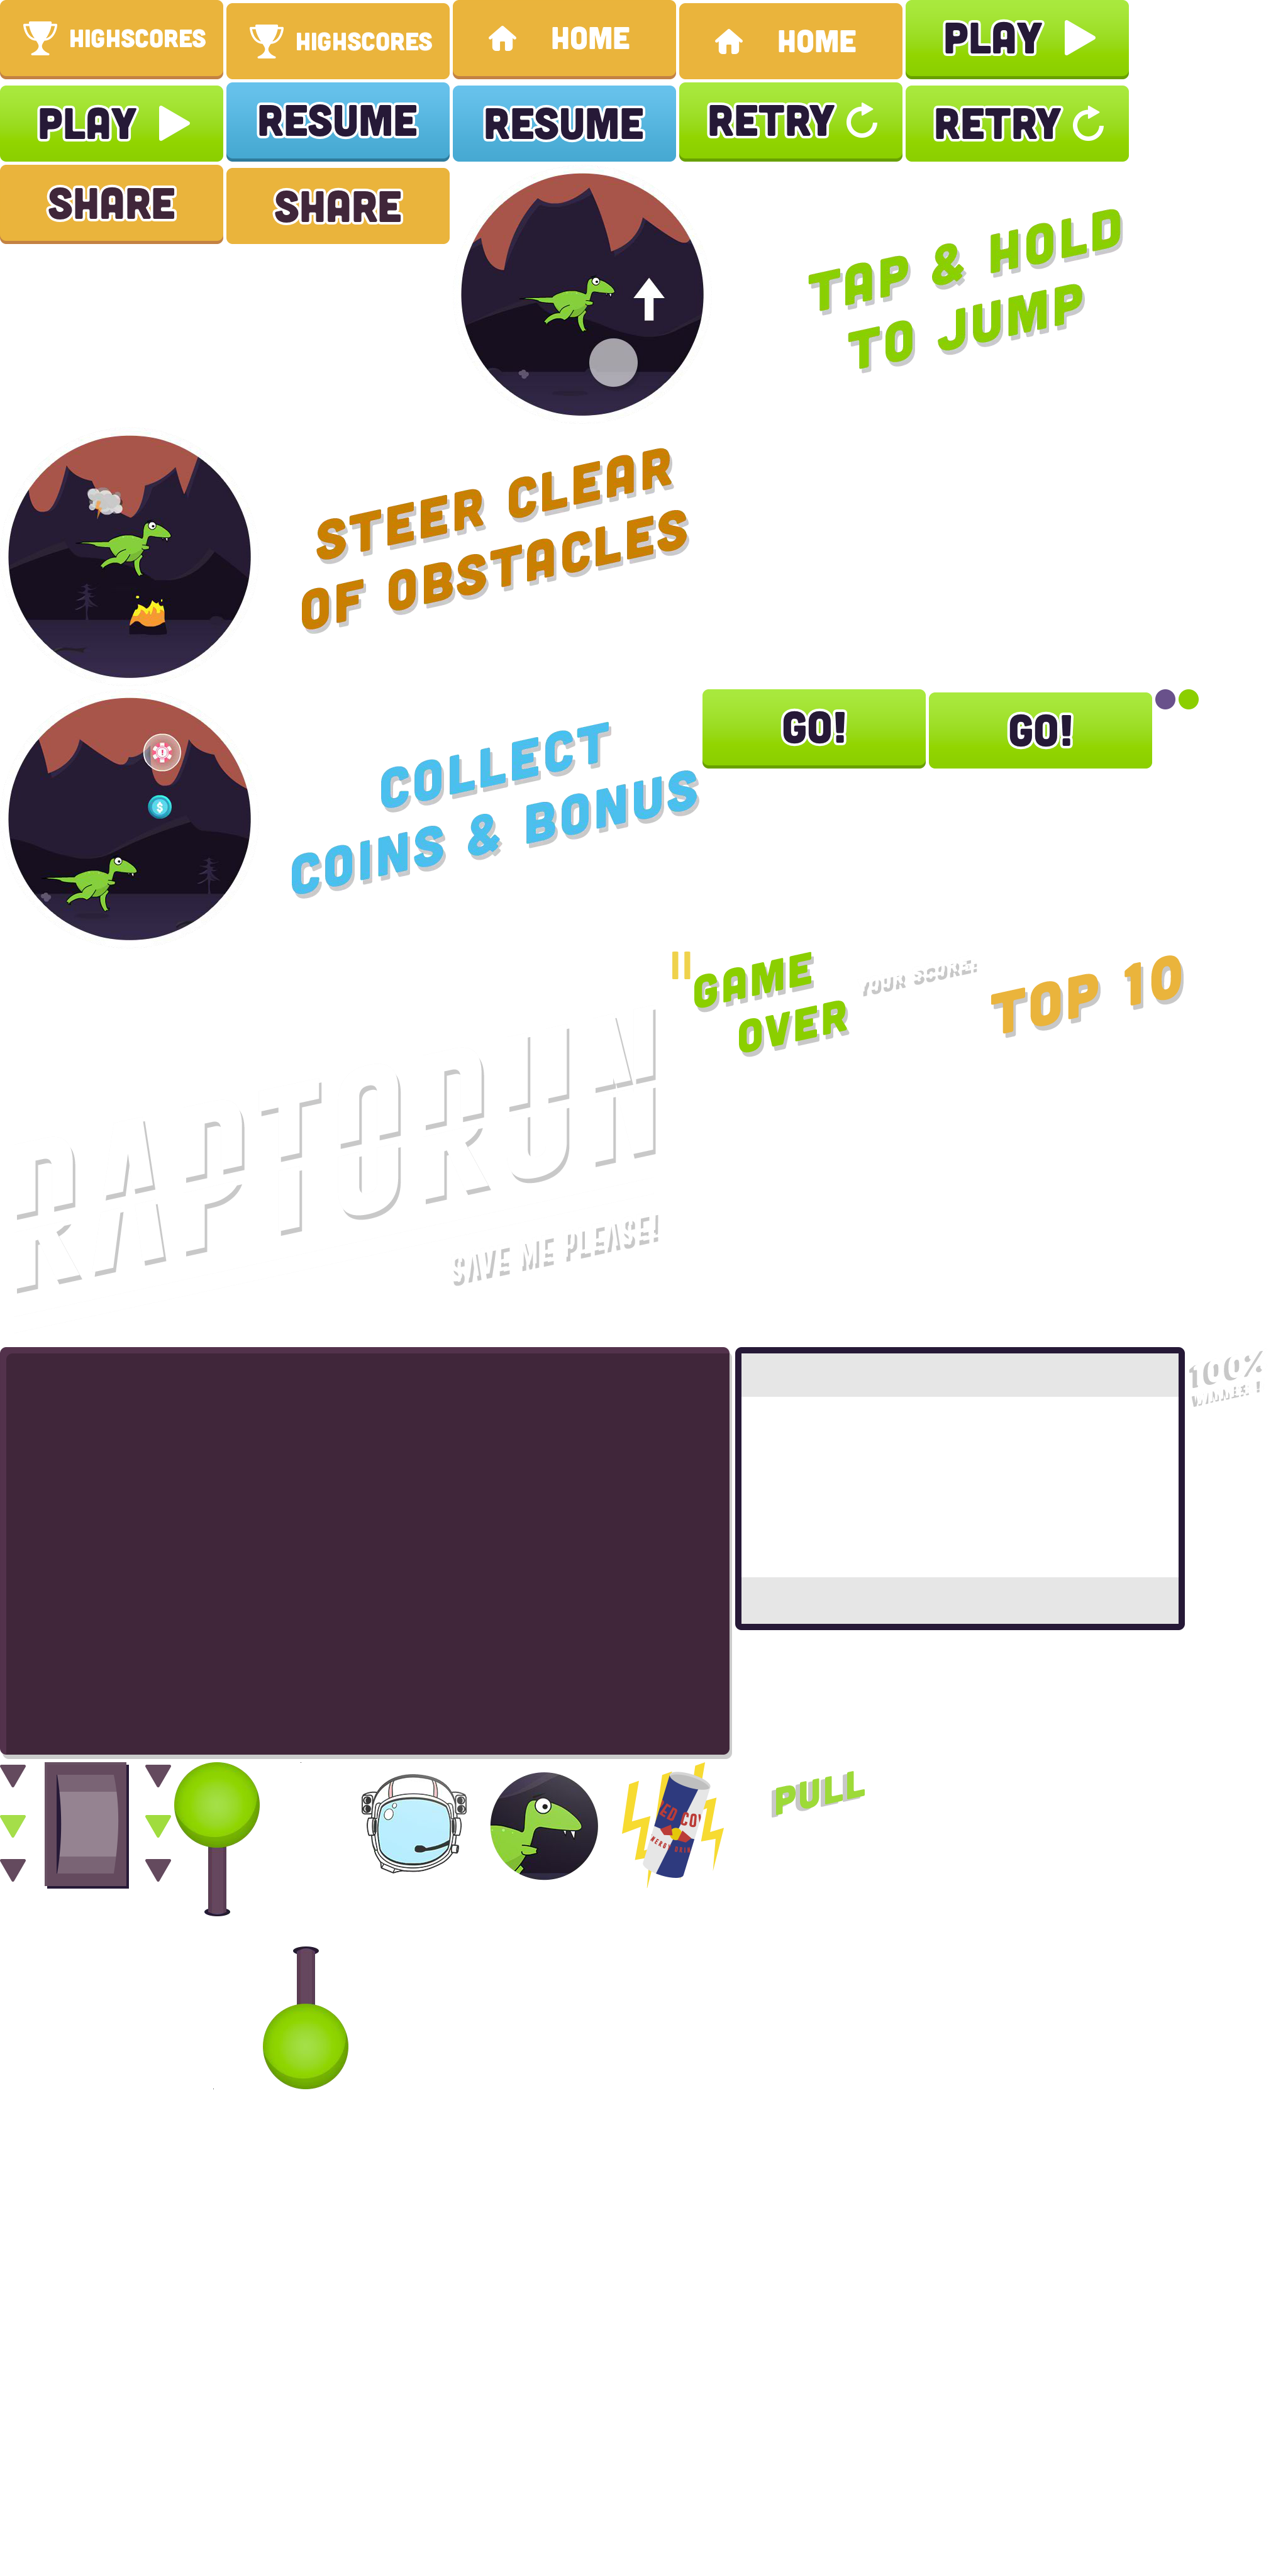 HIGHSCORES
HIGHSCORES
HOME
HOME
PLAY
PLAY
RESUME
RESUME
RETRY
RETRY
SHARE
SHARE
TAP & HOLD
TO JUMP
STEER CLEAR
OF OBSTACLES
COLLECT
COINS & BONUS
GO!
GO!
GAME
OVER
YOUR SCORE:
TOP 10
RAPTORUN
SAVE ME PLEASE!
100%
WINNER !
PULL